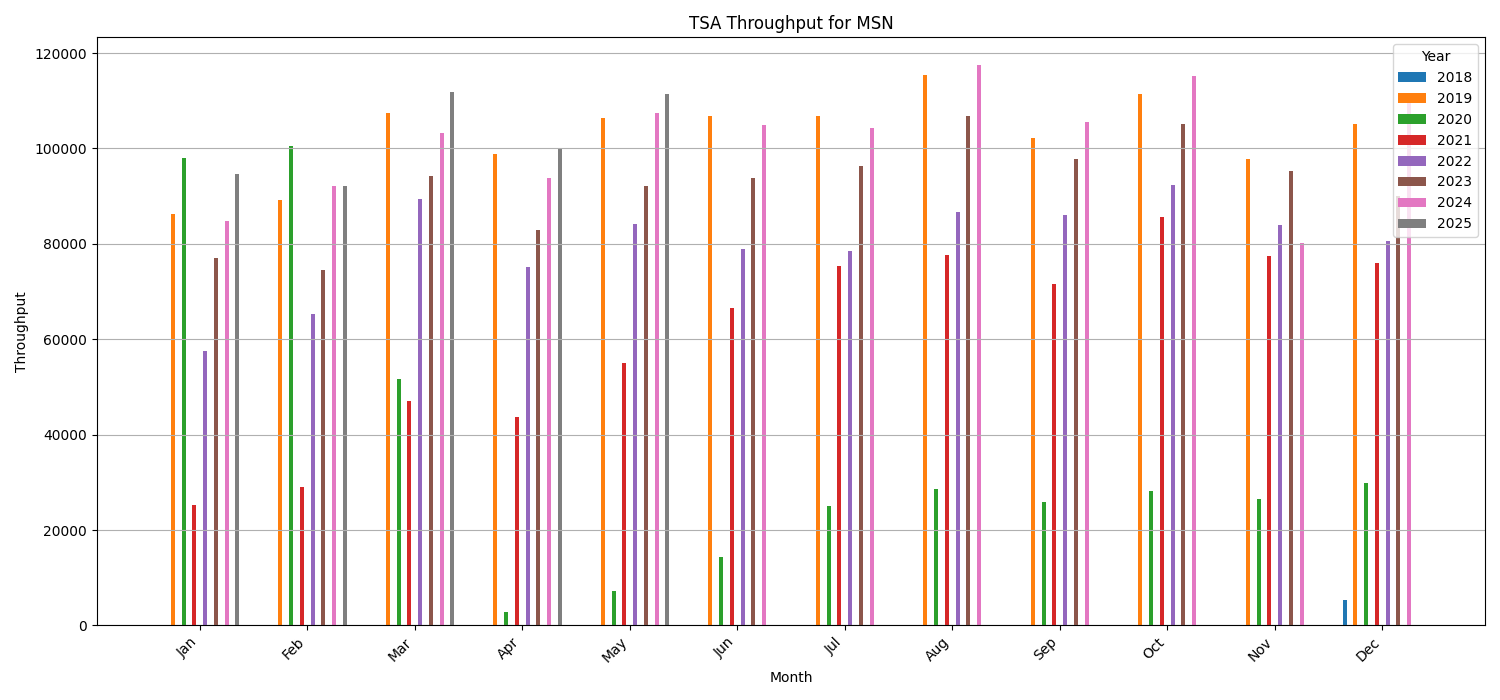 TSA Throughput for MSN
Throughput
120000
100000
80000
60000
40000
20000
0
Year
2018
2019
2020
2021
2022
2023
2024
2025
Jan
Feb
Mar
Apr
May
Jun
Jul
Aug
Sep
Oct
Nov
Dec
Month